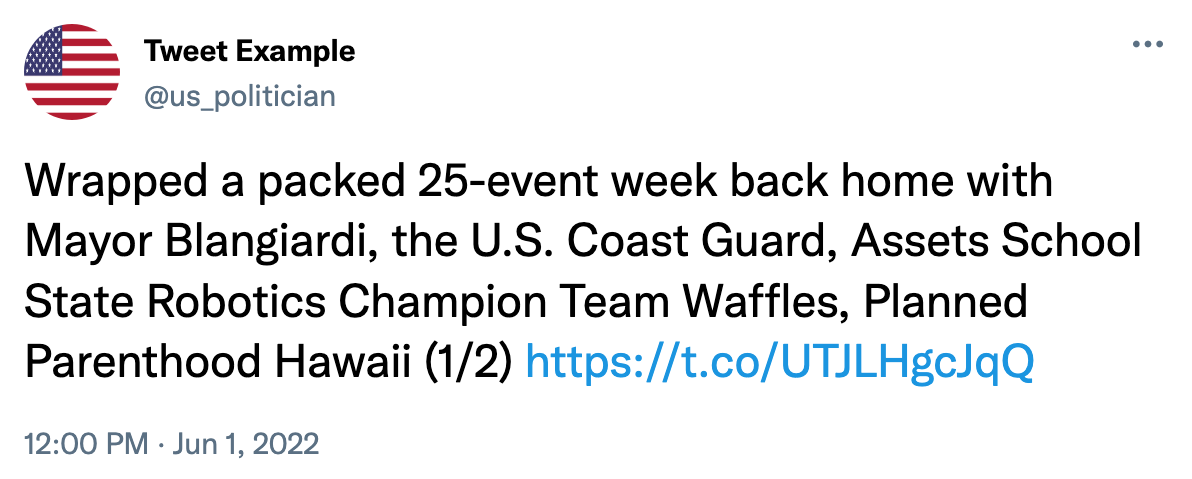 Tweet Example
@us_politician
Wrapped a packed 25-event week back home with
Mayor Blangiardi, the U.S. Coast Guard, Assets School
State Robotics Champion Team Waffles, Planned
Parenthood Hawaii (1/2) https://t.co/UTJLHgcJqQ
12:00 PM · Jun 1, 2022